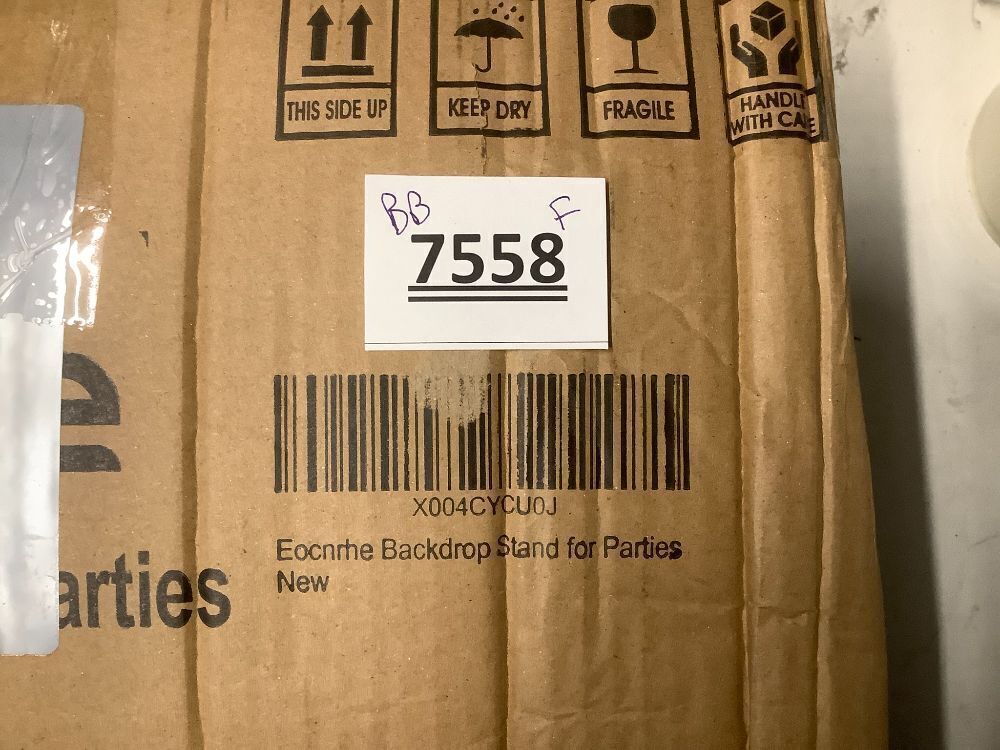 THIS SIDE UP
KEEP DRY
FRAGILE
HANDLE
WITH CARE
BB
F
7558
X004CYCU0J
Eocnrhe Backdrop Stand for Parties
New
e
arties